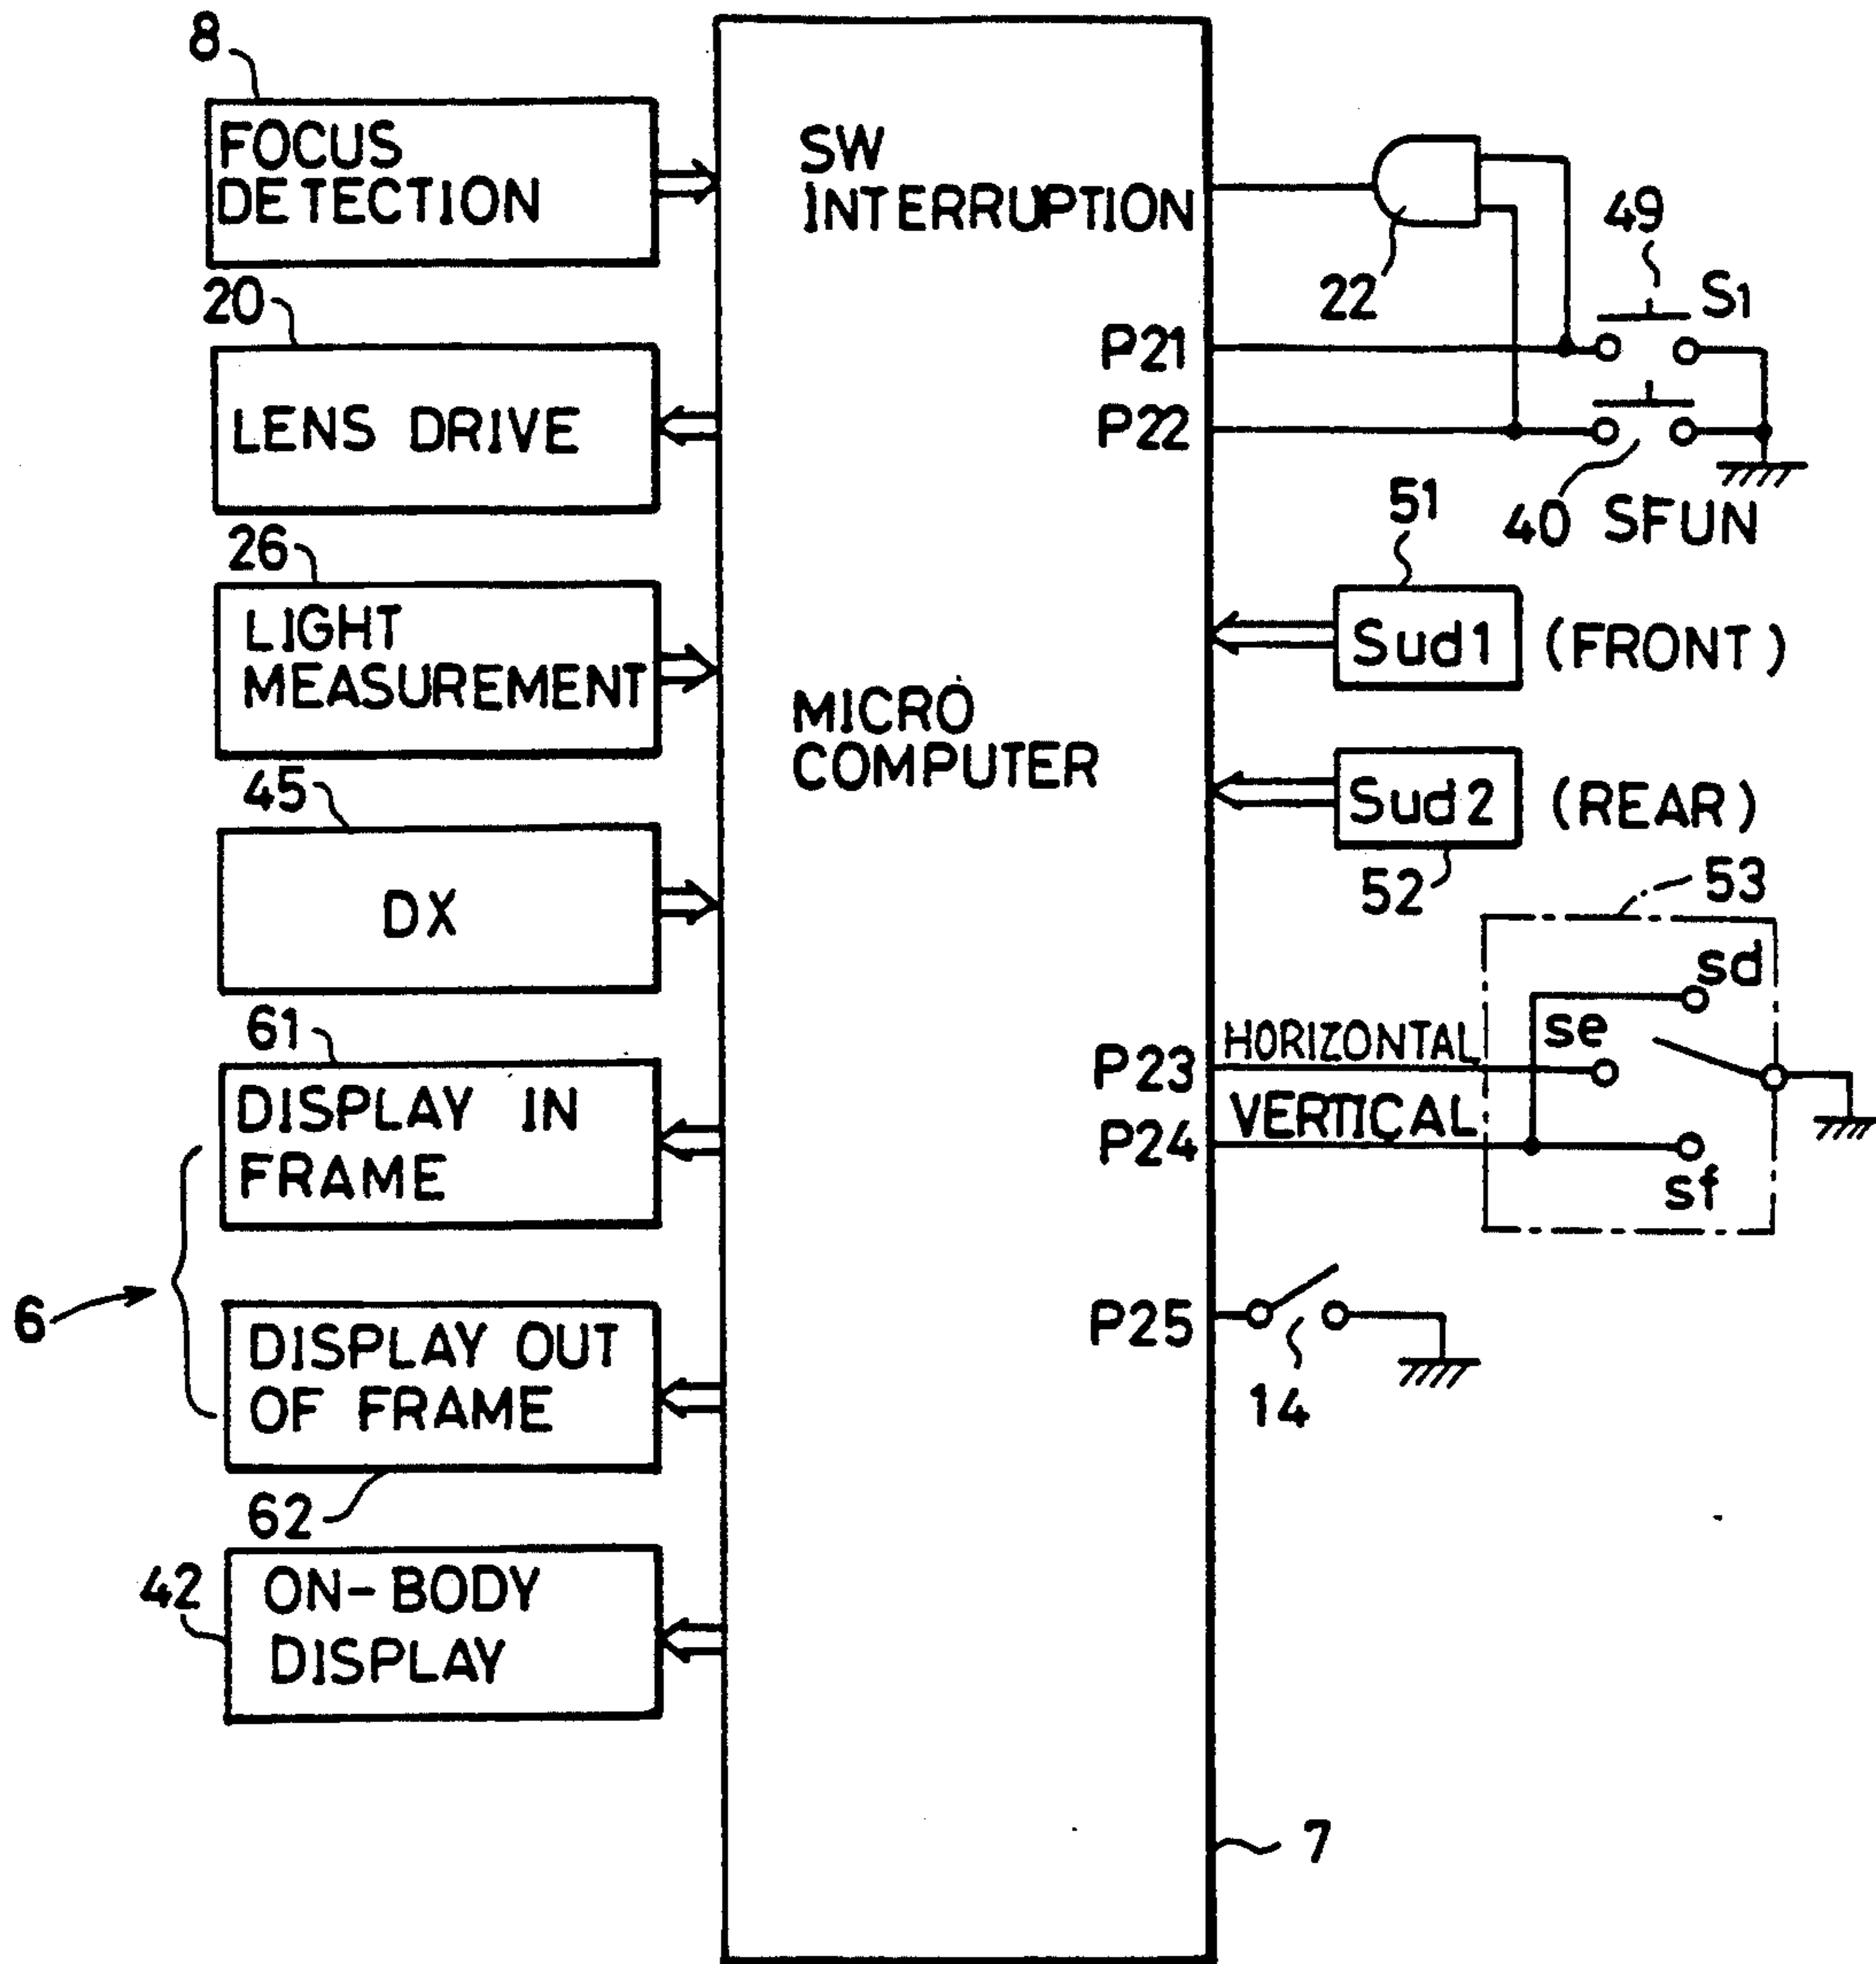 8
FOCUS
DETECTION
20
LENS DRIVE
26
LIGHT
MEASUREMENT
45
DX
61
DISPLAY IN
FRAME
6
DISPLAY OUT
OF FRAME
62
42
ON-BODY
DISPLAY
SW
INTERRUPTION
MICRO
COMPUTER
22
49
S1
P21
P22
40 SFUN
51
Sud1 (FRONT)
Sud2 (REAR)
52
53
sd
se
P23 HORIZONTAL
P24 VERTICAL
sf
P25
14
7